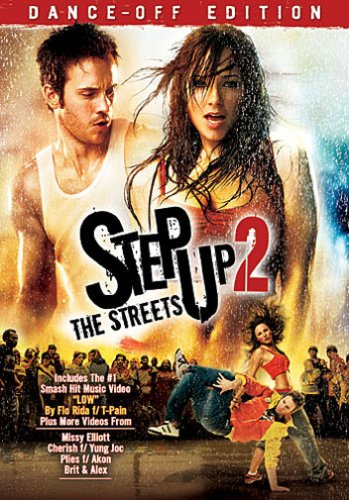 DANCE-OFF EDITION
STEP UP 2
THE STREETS
Includes The #1
Smash Hit Music Video
"LOW"
By Flo Rida f/ T-Pain
Plus More Videos From
Missy Elliott
Cherish f/ Yung Joc
Plies f/ Akon
Brit & Alex